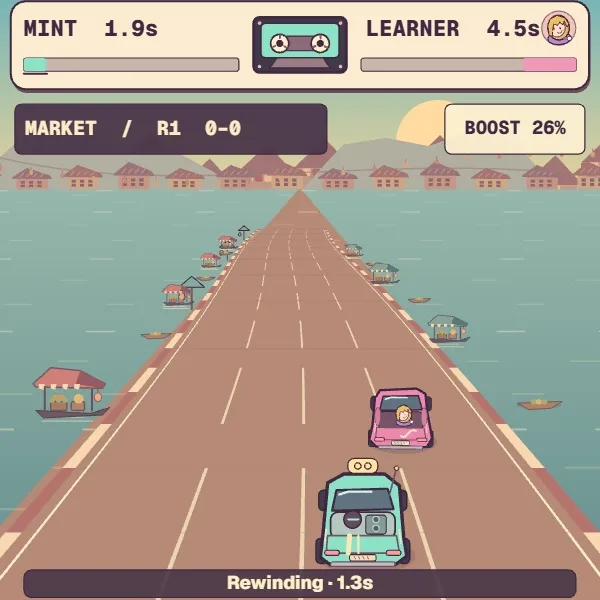 MINT 1.9s
LEARNER 4.5s
MARKET / R1 0-0
BOOST 26%
Rewinding · 1.3s